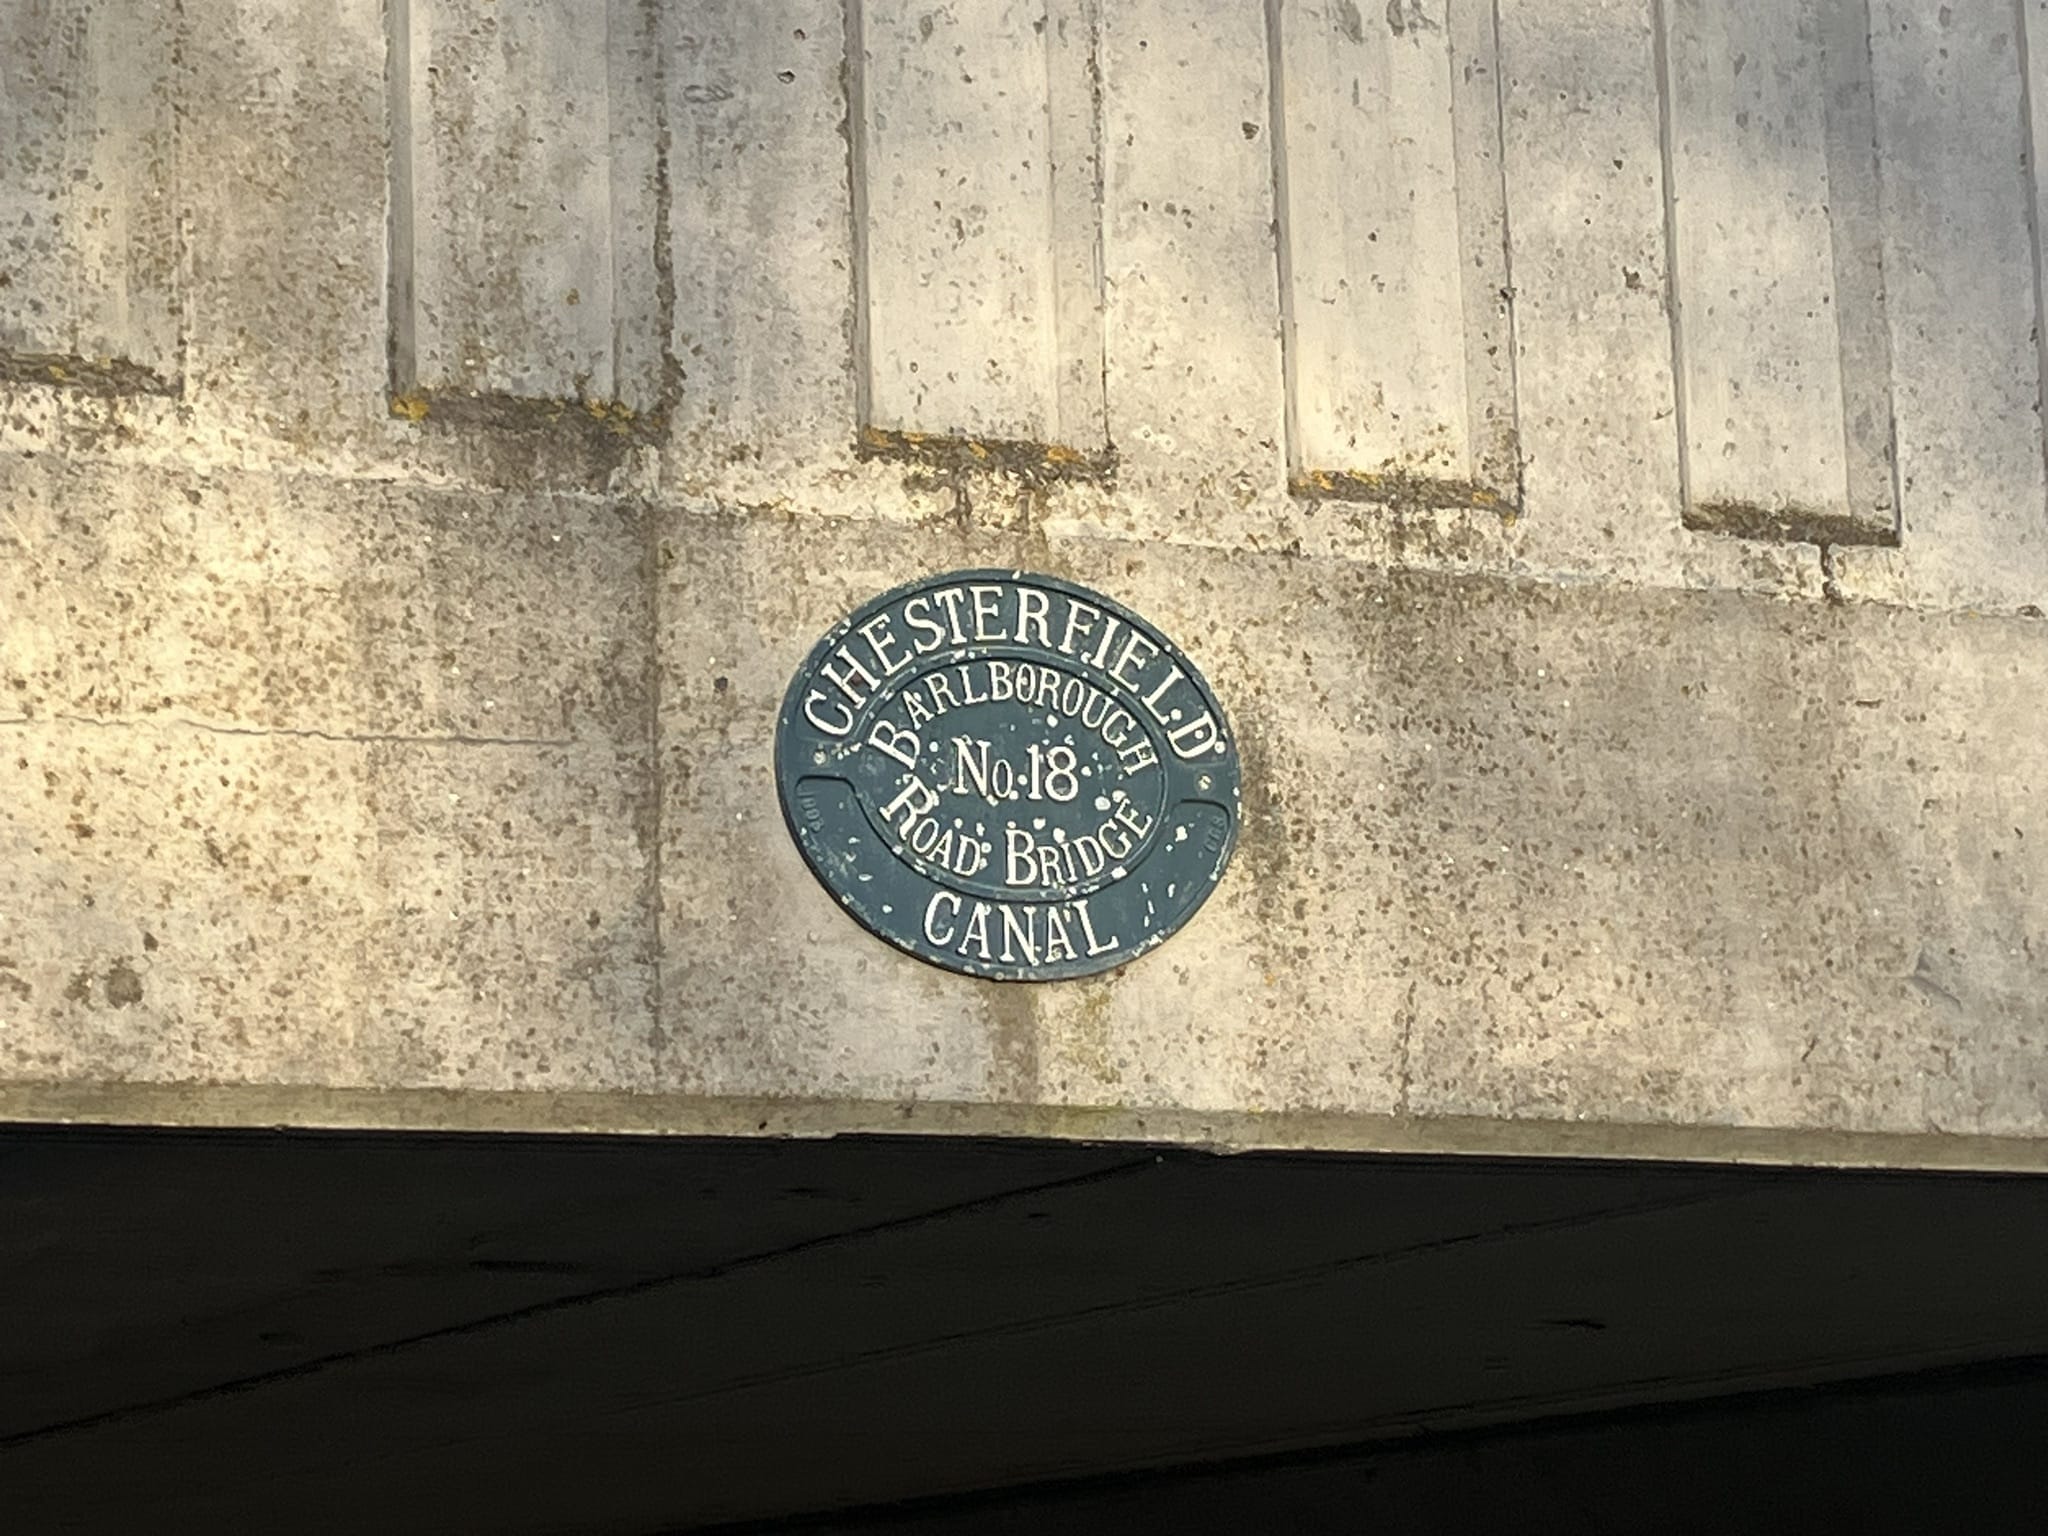 CHESTERFIELD
BARLBOROUGH
No. 18
ROAD BRIDGE
CANAL